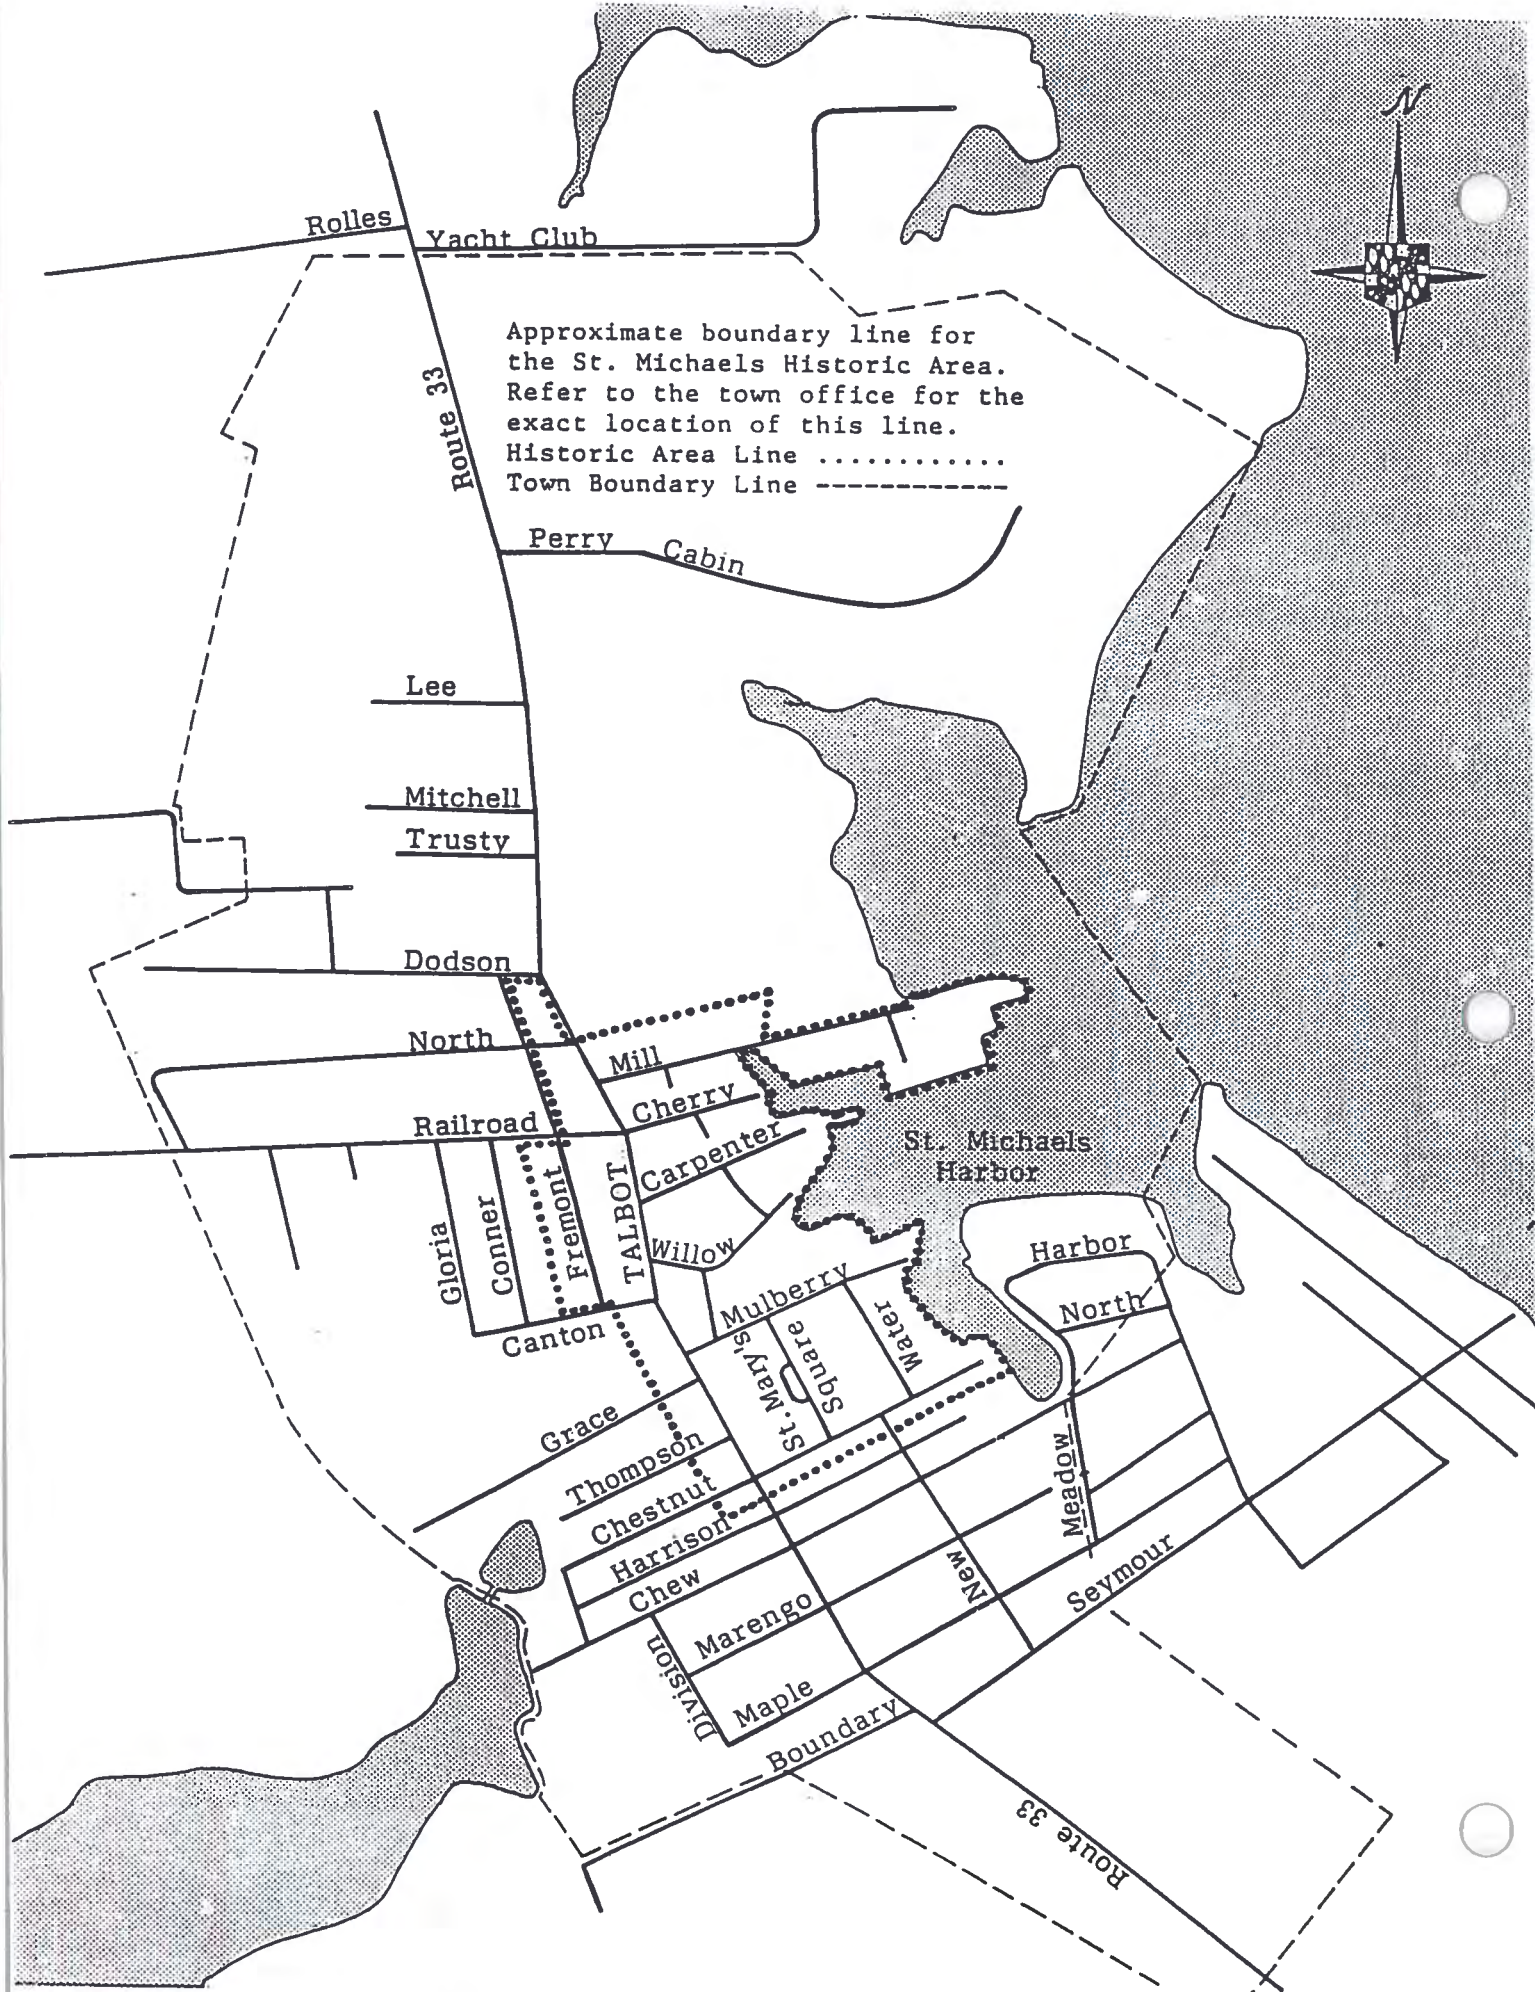 N
Rolles
Yacht Club
Approximate boundary line for
the St. Michaels Historic Area.
Refer to the town office for the
exact location of this line.
Historic Area Line ............
Town Boundary Line ------------
Route 33
Perry Cabin
Lee
Mitchell
Trusty
Dodson
North
Mill
Cherry
Railroad
Carpenter
St. Michaels
Harbor
Gloria
Conner
Fremont
TALBOT
Willow
Harbor
North
Mulberry
Water
Canton
St. Mary's
Square
Grace
Thompson
Chestnut
Harrison
Chew
Meadow
New
Seymour
Marengo
Division
Maple
Boundary
Route 33